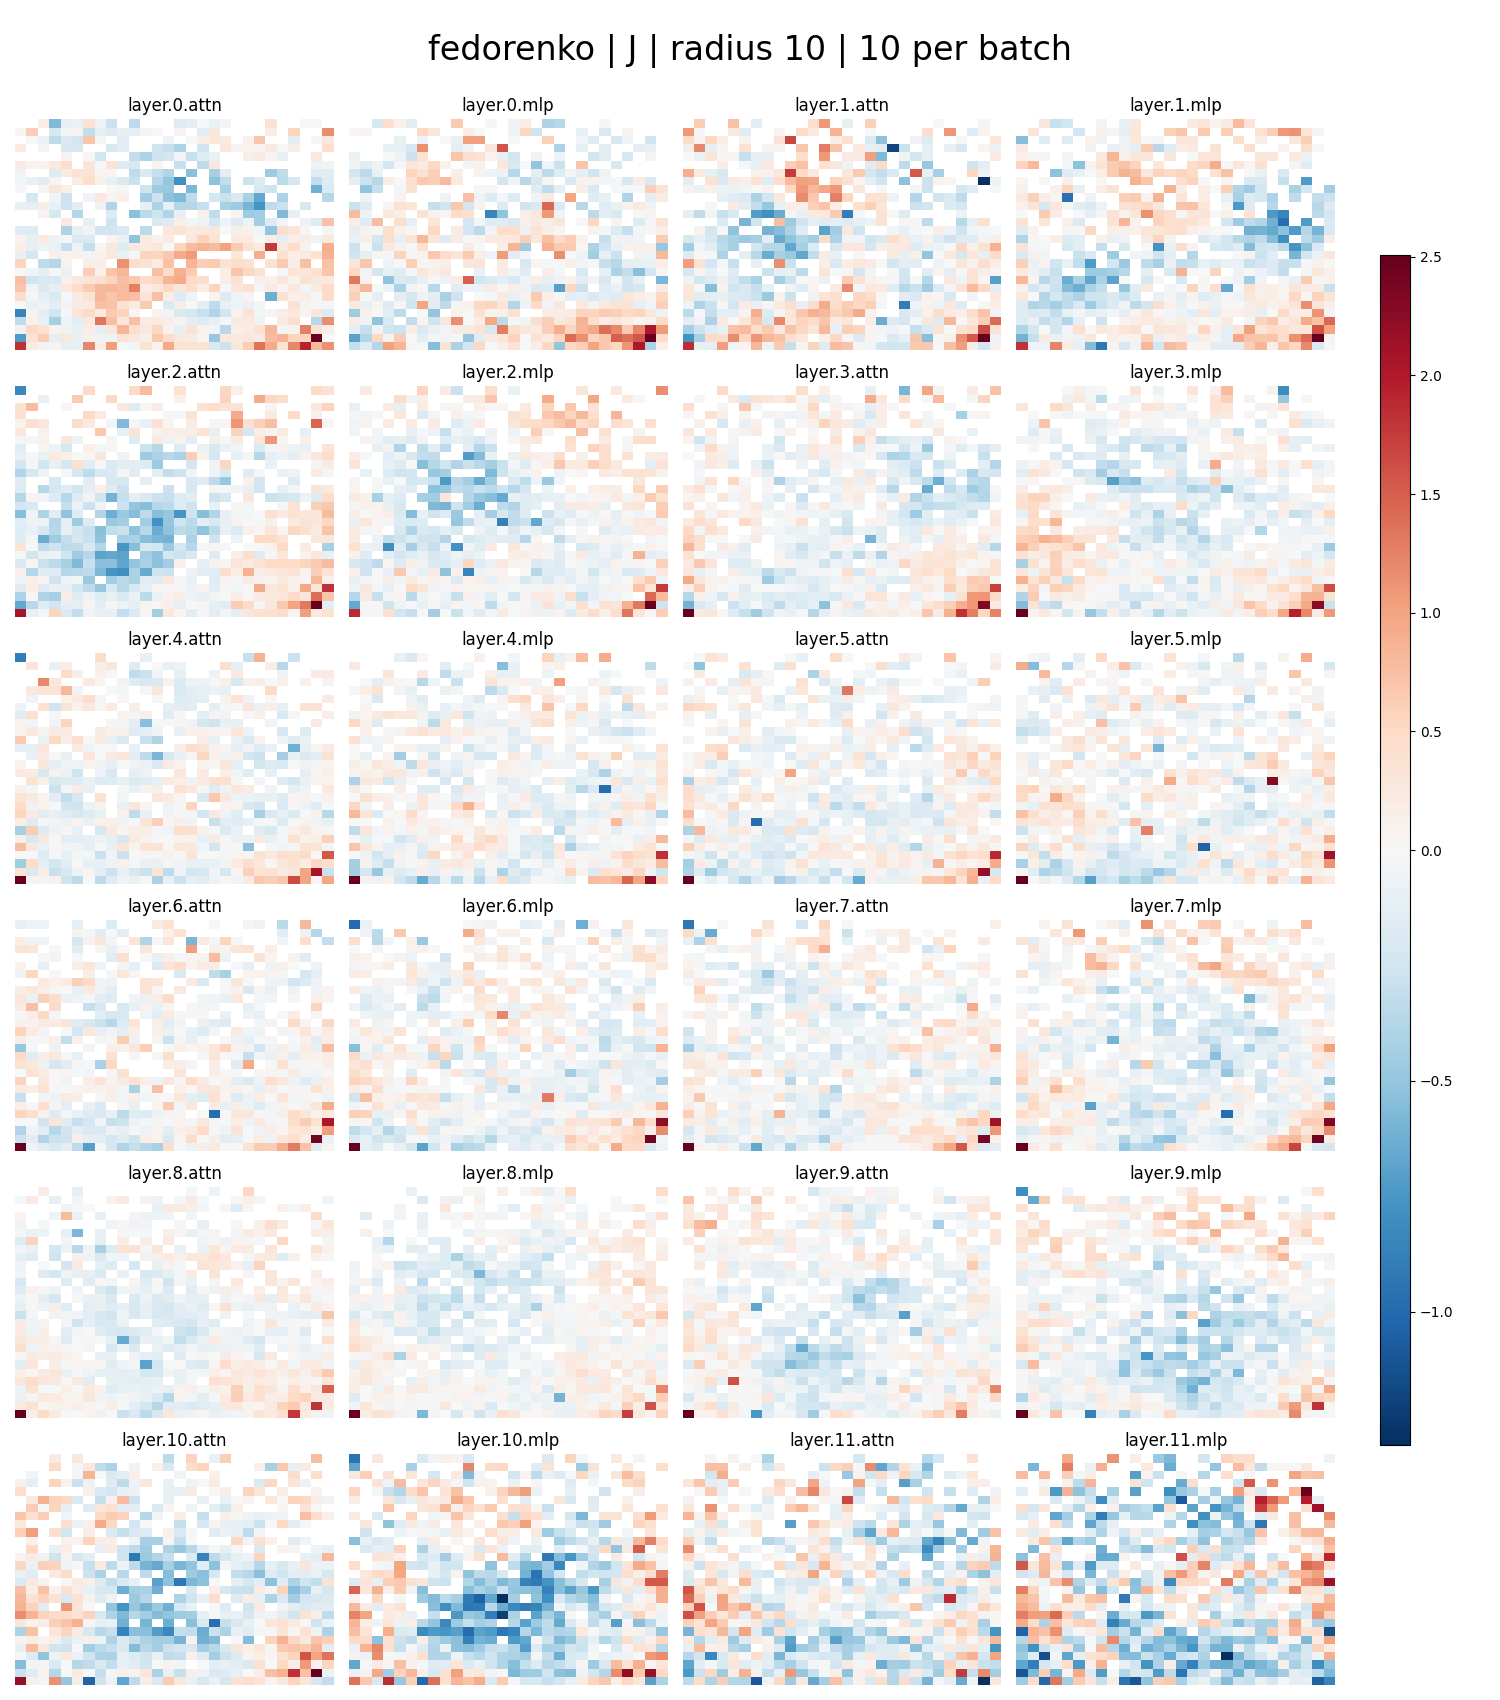 fedorenko | J | radius 10 | 10 per batch
layer.0.attn
layer.0.mlp
layer.1.attn
layer.1.mlp
layer.2.attn
layer.2.mlp
layer.3.attn
layer.3.mlp
layer.4.attn
layer.4.mlp
layer.5.attn
layer.5.mlp
layer.6.attn
layer.6.mlp
layer.7.attn
layer.7.mlp
layer.8.attn
layer.8.mlp
layer.9.attn
layer.9.mlp
layer.10.attn
layer.10.mlp
layer.11.attn
layer.11.mlp
2.5
2.0
1.5
1.0
0.5
0.0
−0.5
−1.0